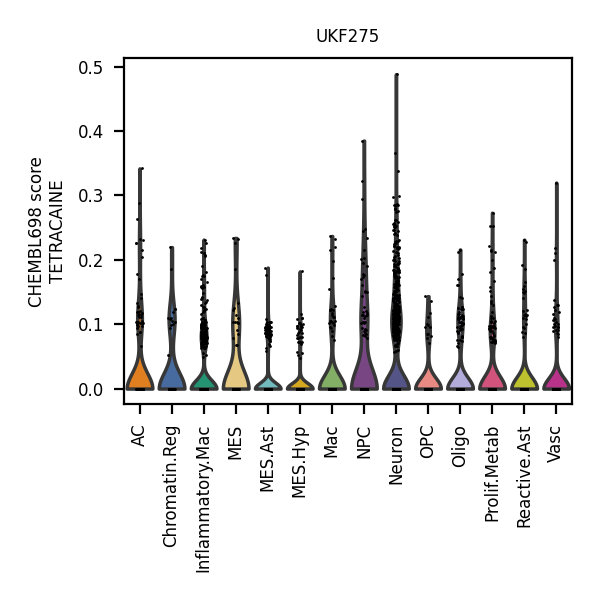 UKF275
CHEMBL698 score
TETRACAINE
0.5
0.4
0.3
0.2
0.1
0.0
AC
Chromatin.Reg
Inflammatory.Mac
MES
MES.Ast
MES.Hyp
Mac
NPC
Neuron
OPC
Oligo
Prolif.Metab
Reactive.Ast
Vasc